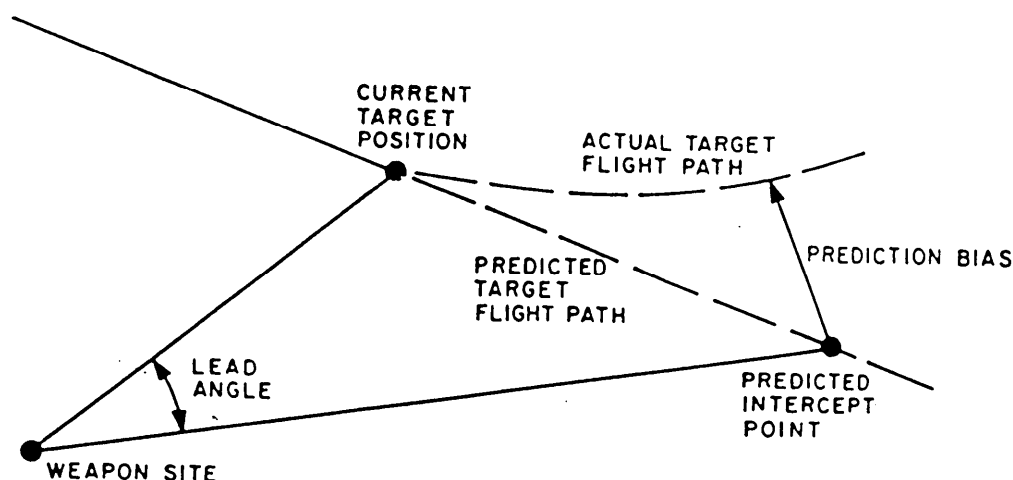 CURRENT
TARGET
POSITION
ACTUAL TARGET
FLIGHT PATH
PREDICTION BIAS
PREDICTED
TARGET
FLIGHT PATH
LEAD
ANGLE
PREDICTED
INTERCEPT
POINT
WEAPON SITE